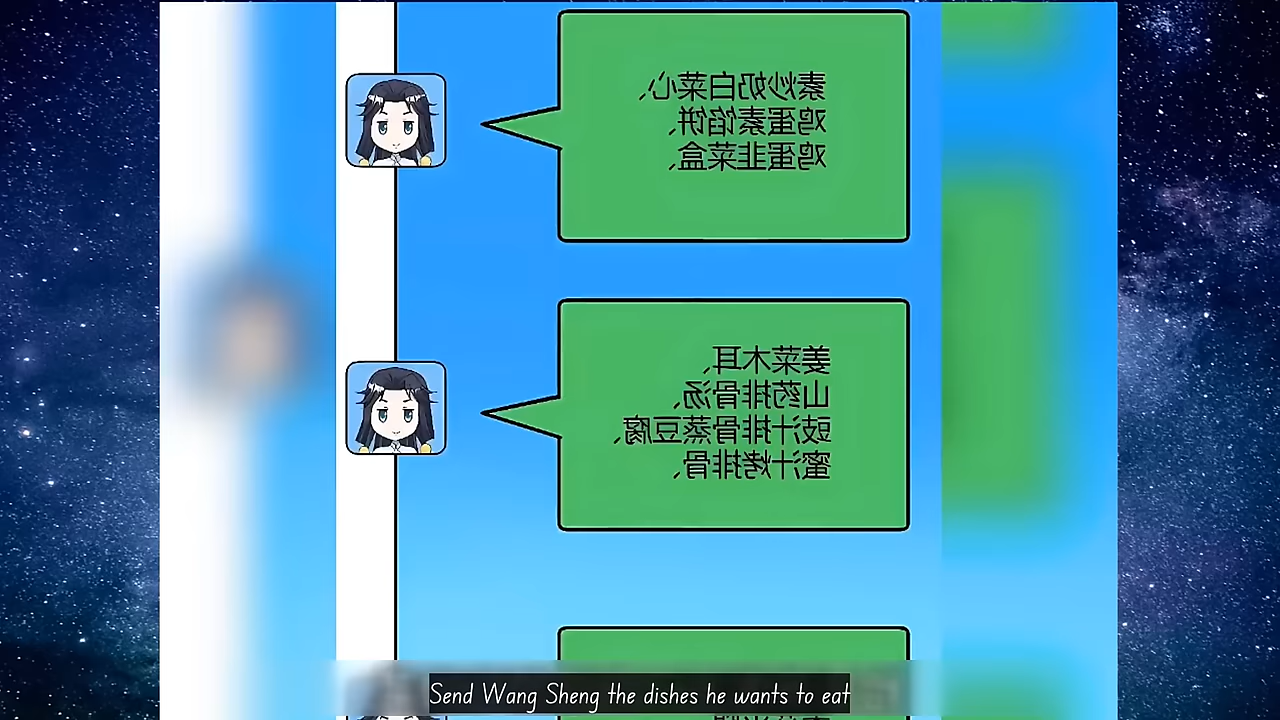 素炒奶白菜心、
鸡蛋素馅饼、
鸡蛋韭菜盒、
姜菜木耳、
山药排骨汤、
豉汁排骨蒸豆腐、
蜜汁烤排骨、
Send Wang Sheng the dishes he wants to eat